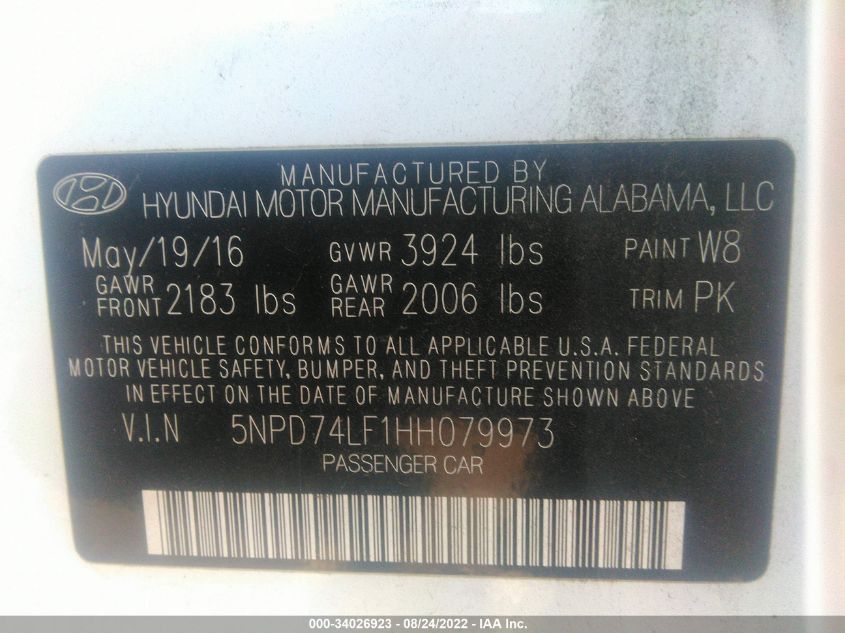 MANUFACTURED BY
HYUNDAI MOTOR MANUFACTURING ALABAMA, LLC
May/19/16 GVWR 3924 lbs PAINT W8
GAWR FRONT 2183 lbs GAWR REAR 2006 lbs TRIM PK
THIS VEHICLE CONFORMS TO ALL APPLICABLE U.S.A. FEDERAL
MOTOR VEHICLE SAFETY, BUMPER, AND THEFT PREVENTION STANDARDS
IN EFFECT ON THE DATE OF MANUFACTURE SHOWN ABOVE
V.I.N 5NPD74LF1HH079973
PASSENGER CAR
000-34026923 - 08/24/2022 - IAA Inc.